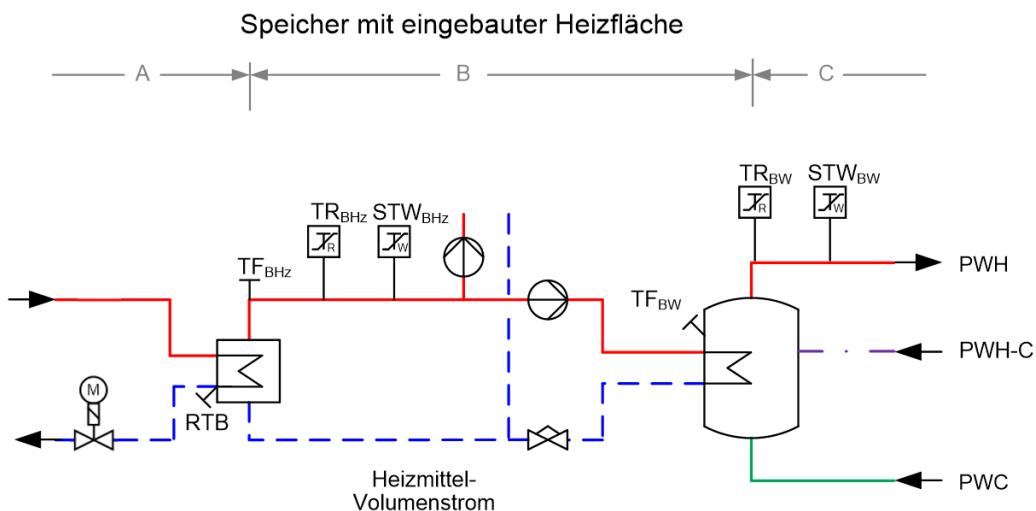 Speicher mit eingebauter Heizfläche
A
B
C
TR_BHz
STW_BHz
TR_BW
STW_BW
R
W
R
W
TF_BHz
TF_BW
PWH
PWH-C
M
RTB
Heizmittel-
Volumenstrom
PWC